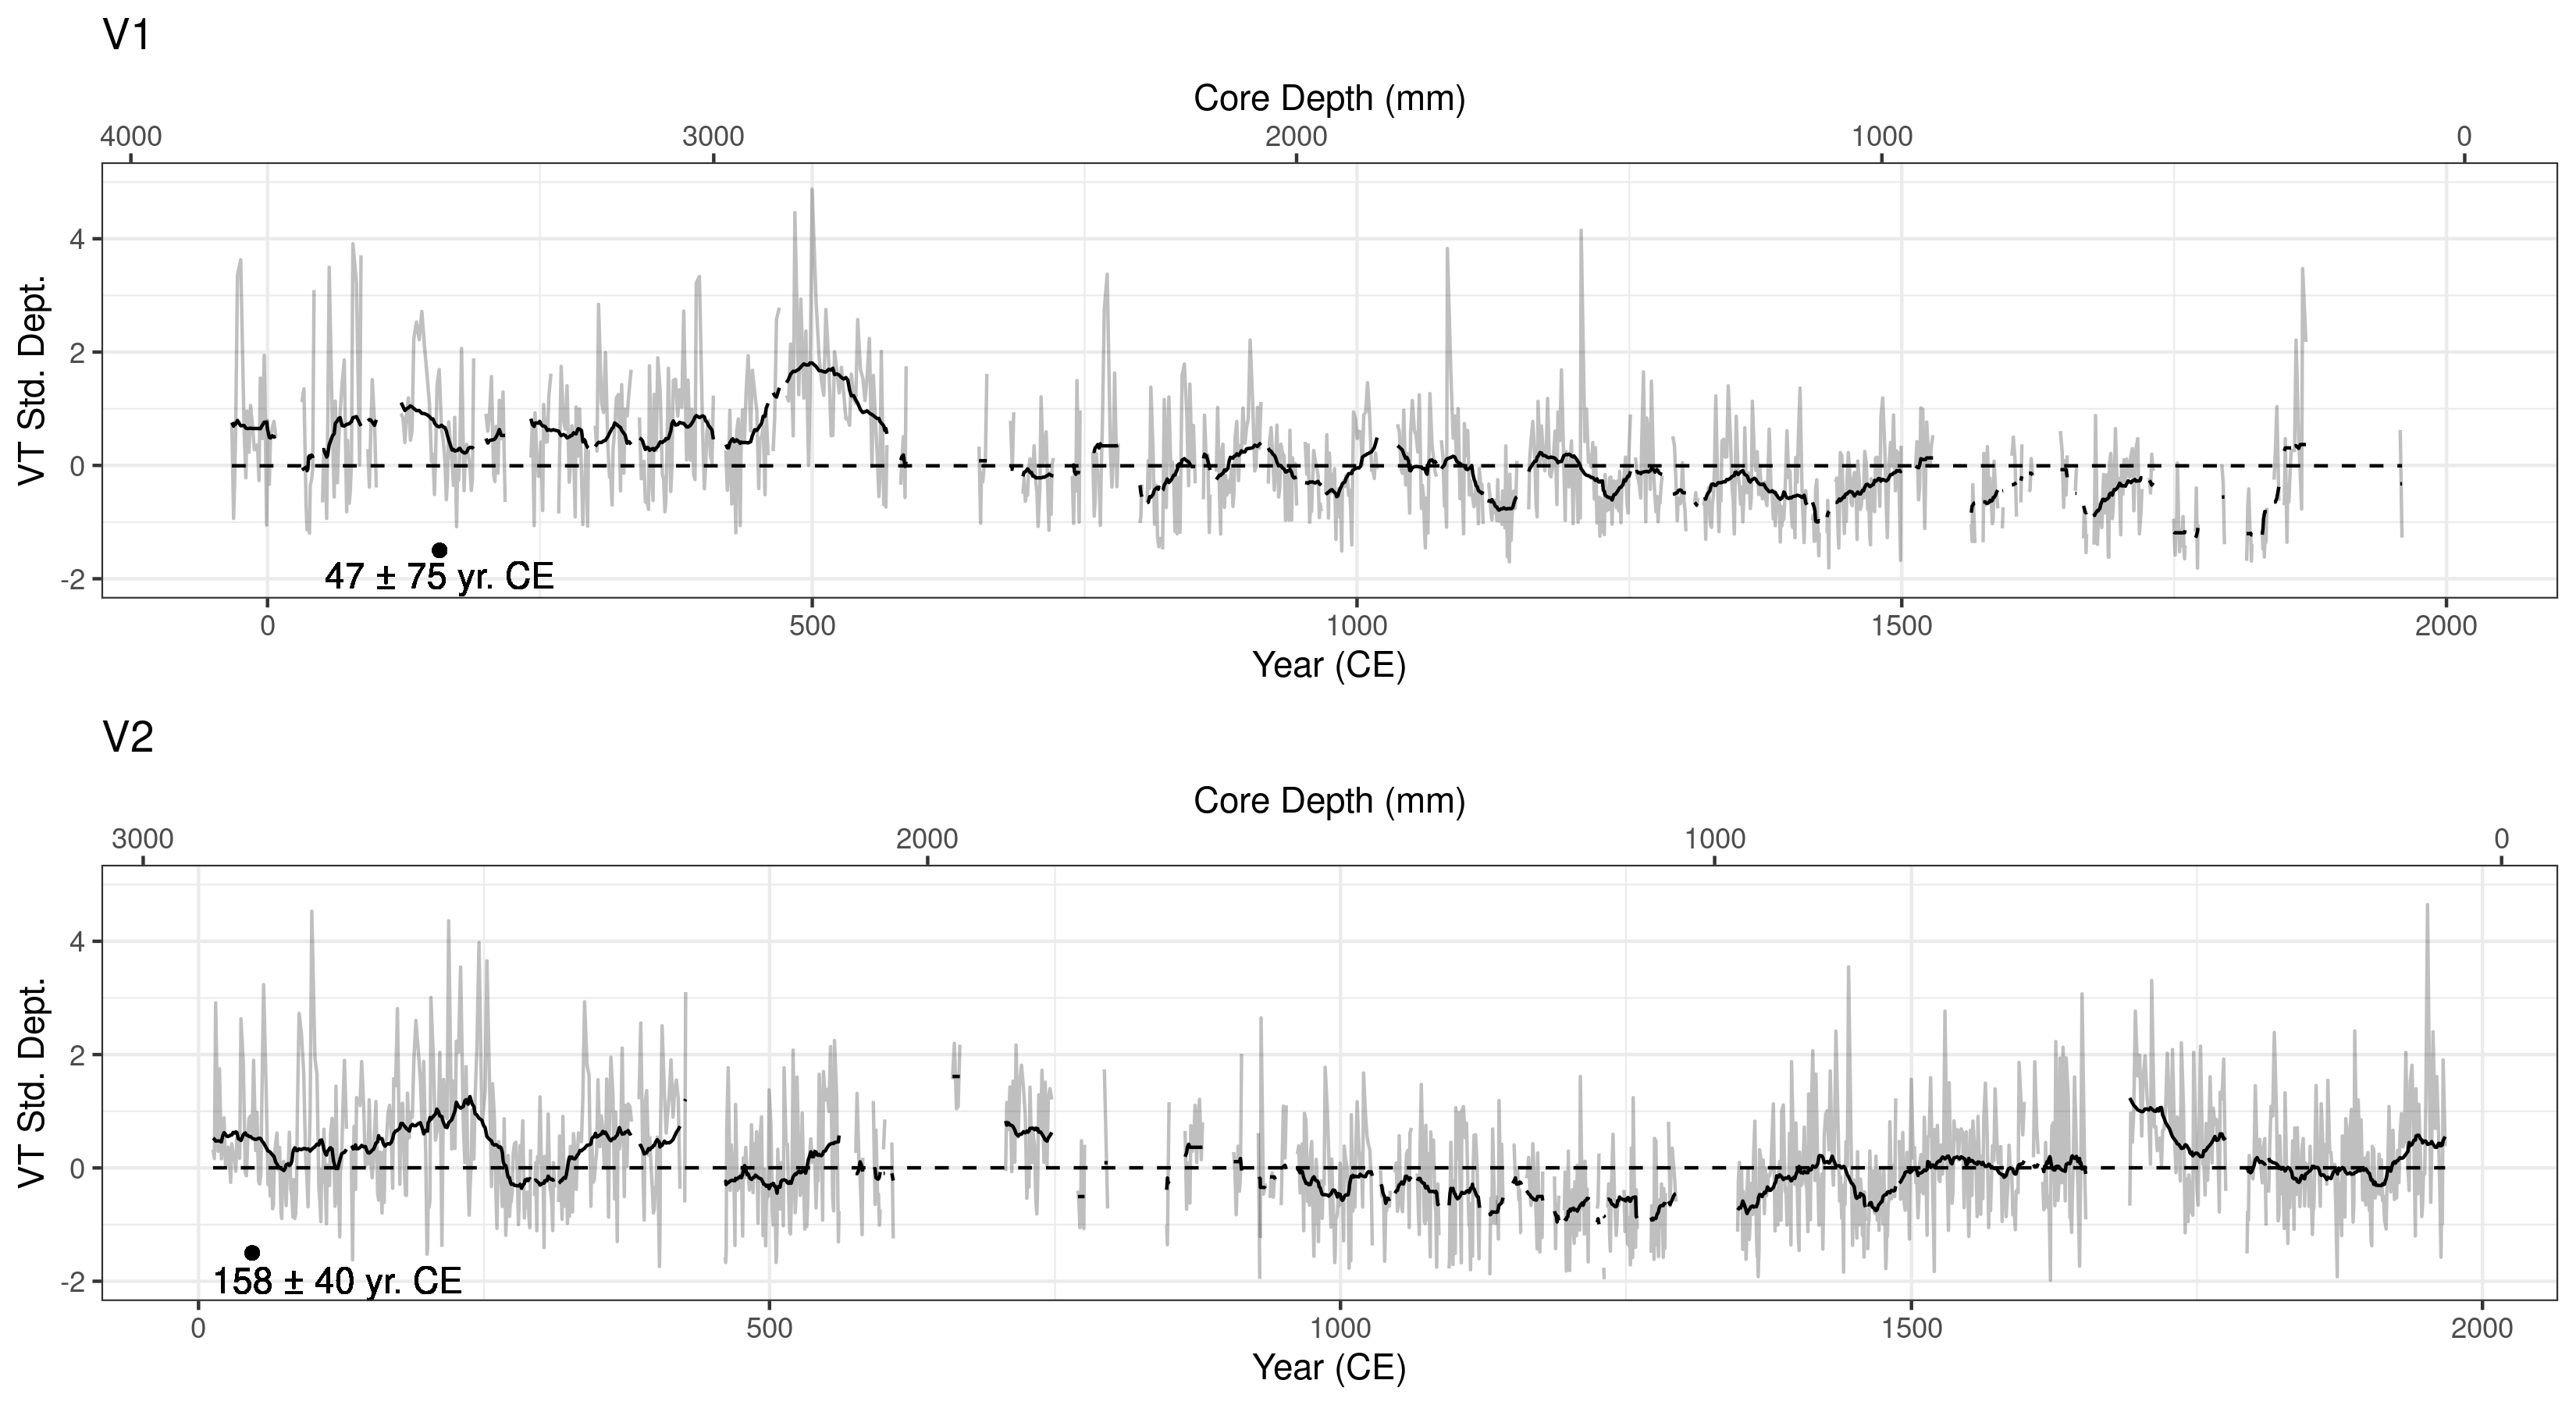 V1
Core Depth (mm)
4000 3000 2000 1000 0
VT Std. Dept.
4
2
0
-2
47 ± 75 yr. CE
0 500 1000 1500 2000
Year (CE)
V2
Core Depth (mm)
3000 2000 1000 0
VT Std. Dept.
4
2
0
-2
158 ± 40 yr. CE
0 500 1000 1500 2000
Year (CE)